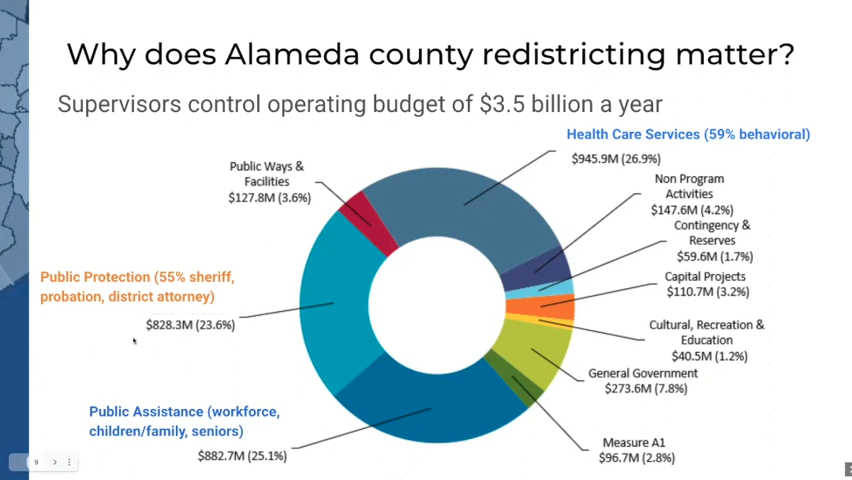 Why does Alameda county redistricting matter?
Supervisors control operating budget of $3.5 billion a year
Health Care Services (59% behavioral)
$945.9M (26.9%)
Non Program
Activities
$147.6M (4.2%)
Contingency &
Reserves
$59.6M (1.7%)
Capital Projects
$110.7M (3.2%)
Cultural, Recreation &
Education
$40.5M (1.2%)
General Government
$273.6M (7.8%)
Measure A1
$96.7M (2.8%)
Public Assistance (workforce,
children/family, seniors)
$882.7M (25.1%)
Public Protection (55% sheriff,
probation, district attorney)
$828.3M (23.6%)
Public Ways &
Facilities
$127.8M (3.6%)
9